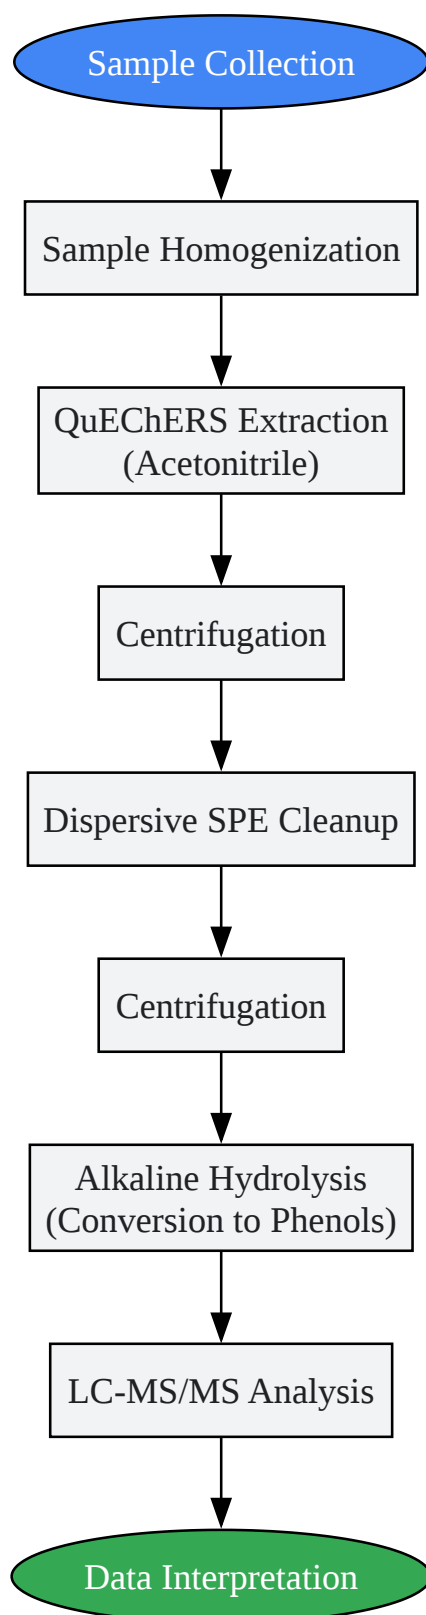 Sample Collection
Sample Homogenization
QuEChERS Extraction
(Acetonitrile)
Centrifugation
Dispersive SPE Cleanup
Centrifugation
Alkaline Hydrolysis
(Conversion to Phenols)
LC-MS/MS Analysis
Data Interpretation